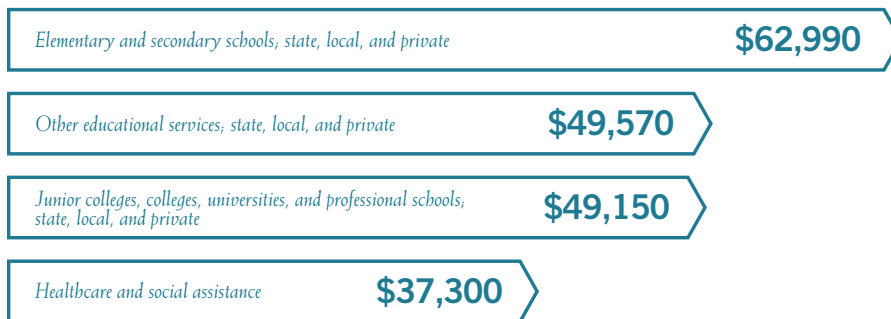 Elementary and secondary schools; state, local, and private
$62,990
Other educational services; state, local, and private
$49,570
Junior colleges, colleges, universities, and professional schools;
state, local, and private
$49,150
Healthcare and social assistance
$37,300